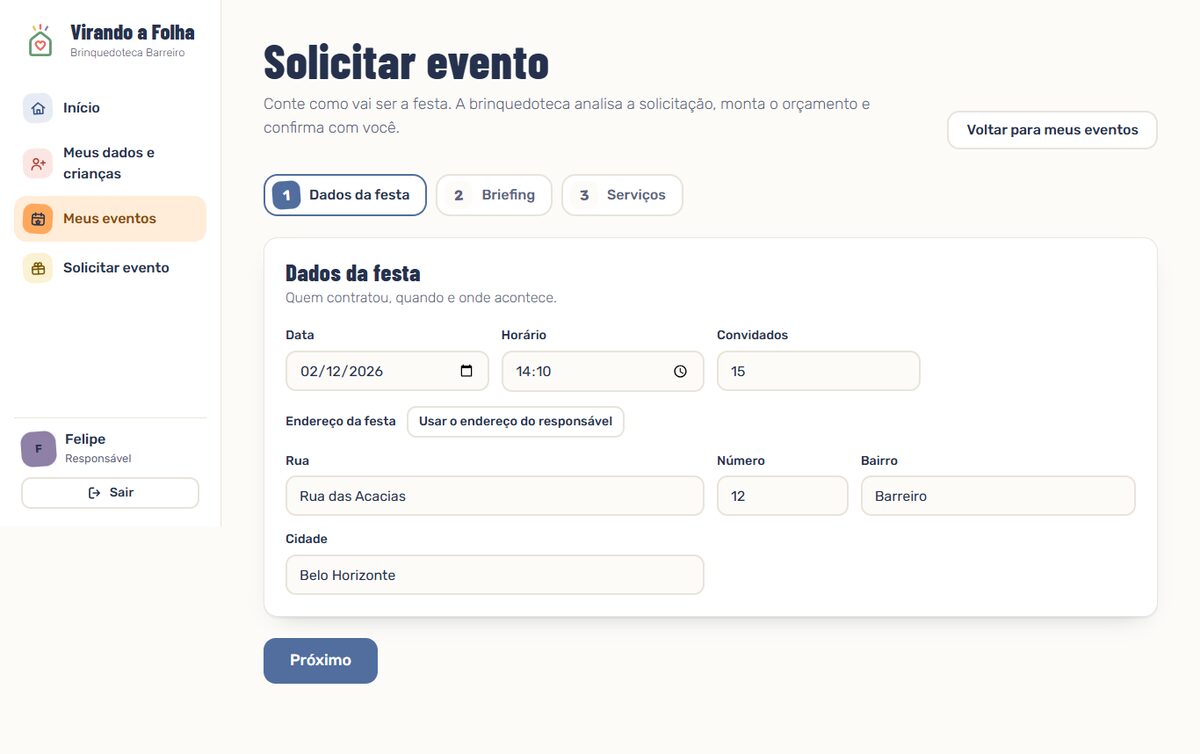 Virando a Folha
Brinquedoteca Barreiro
Início
Meus dados e
crianças
Meus eventos
Solicitar evento
F
Felipe
Responsável
Sair
Solicitar evento
Conte como vai ser a festa. A brinquedoteca analisa a solicitação, monta o orçamento e
confirma com você.
Voltar para meus eventos
1 Dados da festa
2 Briefing
3 Serviços
Dados da festa
Quem contratou, quando e onde acontece.
Data
Horário
Convidados
02/12/2026
14:10
15
Endereço da festa
Usar o endereço do responsável
Rua
Número
Bairro
Rua das Acacias
12
Barreiro
Cidade
Belo Horizonte
Próximo